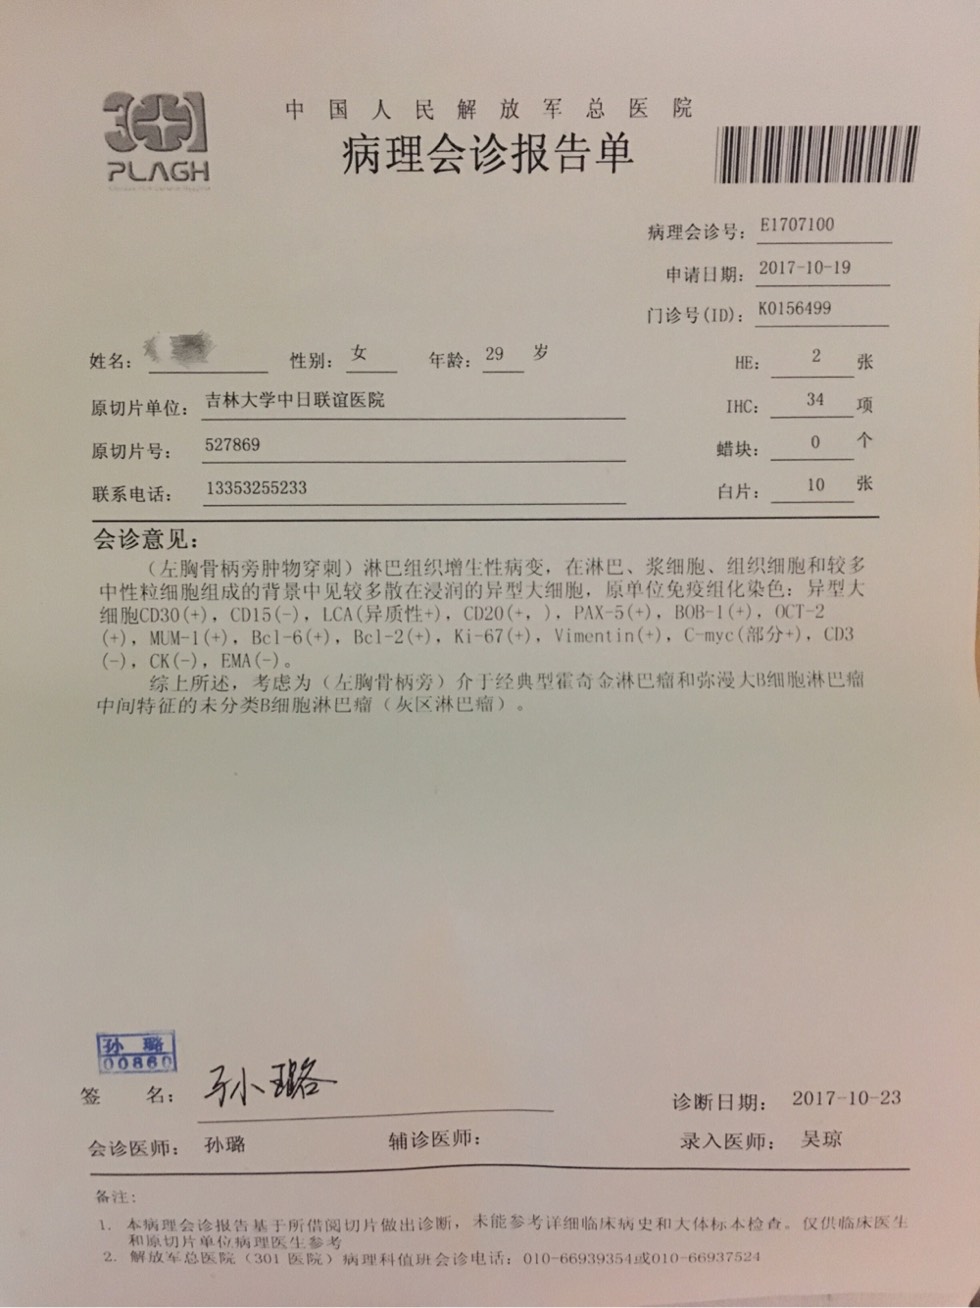 301
PLAGH
中国人民解放军总医院
病理会诊报告单
病理会诊号: E1707100
申请日期: 2017-10-19
门诊号(ID): K0156499
姓名: 性别: 女 年龄: 29 岁 HE: 2 张
原切片单位: 吉林大学中日联谊医院 IHC: 34 项
原切片号: 527869 蜡块: 0 个
联系电话: 13353255233 白片: 10 张
会诊意见:
(左胸骨柄旁肿物穿刺)淋巴组织增生性病变, 在淋巴、浆细胞、组织细胞和较多
中性粒细胞组成的背景中见较多散在浸润的异型大细胞, 原单位免疫组化染色: 异型大
细胞CD30(+), CD15(-), LCA(异质性+), CD20(+, ), PAX-5(+), BOB-1(+), OCT-2
(+), MUM-1(+), Bcl-6(+), Bcl-2(+), Ki-67(+), Vimentin(+), C-myc(部分+), CD3
(-), CK(-), EMA(-)。
综上所述, 考虑为(左胸骨柄旁)介于经典型霍奇金淋巴瘤和弥漫大B细胞淋巴瘤
中间特征的未分类B细胞淋巴瘤(灰区淋巴瘤)。
孙 璐
00860
签 名: 孙璐 诊断日期: 2017-10-23
会诊医师: 孙璐 辅诊医师: 录入医师: 吴琼
备注:
1. 本病理会诊报告基于所借阅切片做出诊断, 未能参考详细临床病史和大体标本检查。仅供临床医生
和原切片单位病理医生参考
2. 解放军总医院(301 医院)病理科值班会诊电话: 010-66939354或010-66937524